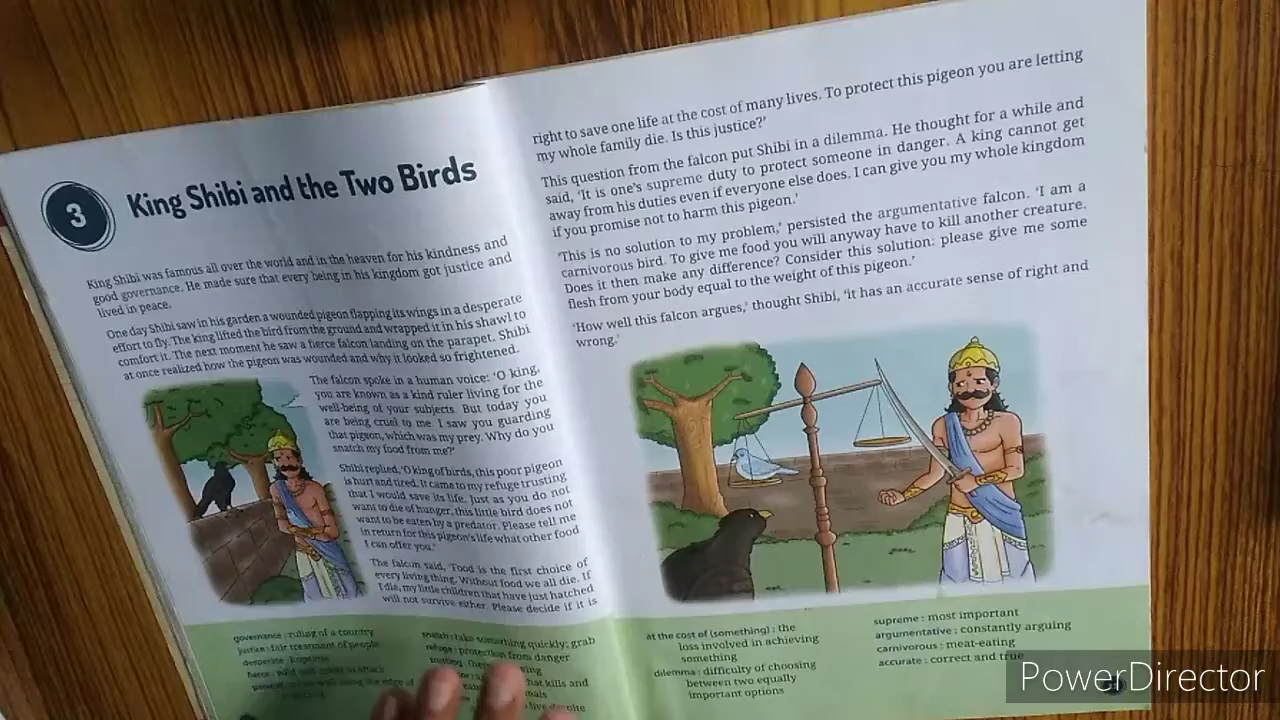 3
King Shibi and the Two Birds
King Shibi was famous all over the world and in the heaven for his kindness and
good governance. He made sure that every being in his kingdom got justice and
lived in peace.
One day Shibi saw in his garden a wounded pigeon flapping its wings in a desperate
effort to fly. The king lifted the bird from the ground and wrapped it in his shawl to
comfort it. The next moment he saw a fierce falcon landing on the parapet. Shibi
at once realized how the pigeon was wounded and why it looked so frightened.
The falcon spoke in a human voice: ‘O king,
you are known as a kind ruler living for the
well-being of your subjects. But today you
are being cruel to me. I saw you guarding
that pigeon, which was my prey. Why do you
snatch my food from me?’
Shibi replied, ‘O king of birds, this poor pigeon
is hurt and tired. It came to my refuge trusting
that I would save its life. Just as you do not
want to die of hunger, this little bird does not
want to be eaten by a predator. Please tell me
in return for this pigeon's life what other food
I can offer you.’
The falcon said, ‘Food is the first choice of
every living thing. Without food we all die. If
I die, my little children that have just hatched
will not survive either. Please decide if it is
governance : ruling of a country
justice : fair treatment of people
desperate : hopeless
snatch : take something quickly; grab
refuge : protection from danger
that kills and
right to save one life at the cost of many lives. To protect this pigeon you are letting
my whole family die. Is this justice?’
This question from the falcon put Shibi in a dilemma. He thought for a while and
said, ‘It is one's supreme duty to protect someone in danger. A king cannot get
away from his duties even if everyone else does. I can give you my whole kingdom
if you promise not to harm this pigeon.’
‘This is no solution to my problem,’ persisted the argumentative falcon. ‘I am a
carnivorous bird. To give me food you will anyway have to kill another creature.
Does it then make any difference? Consider this solution: please give me some
flesh from your body equal to the weight of this pigeon.’
‘How well this falcon argues,’ thought Shibi, ‘it has an accurate sense of right and
wrong.’
at the cost of (something) : the
loss involved in achieving
something
dilemma : difficulty of choosing
between two equally
important options
supreme : most important
argumentative : constantly arguing
carnivorous : meat-eating
accurate : correct and true
PowerDirector